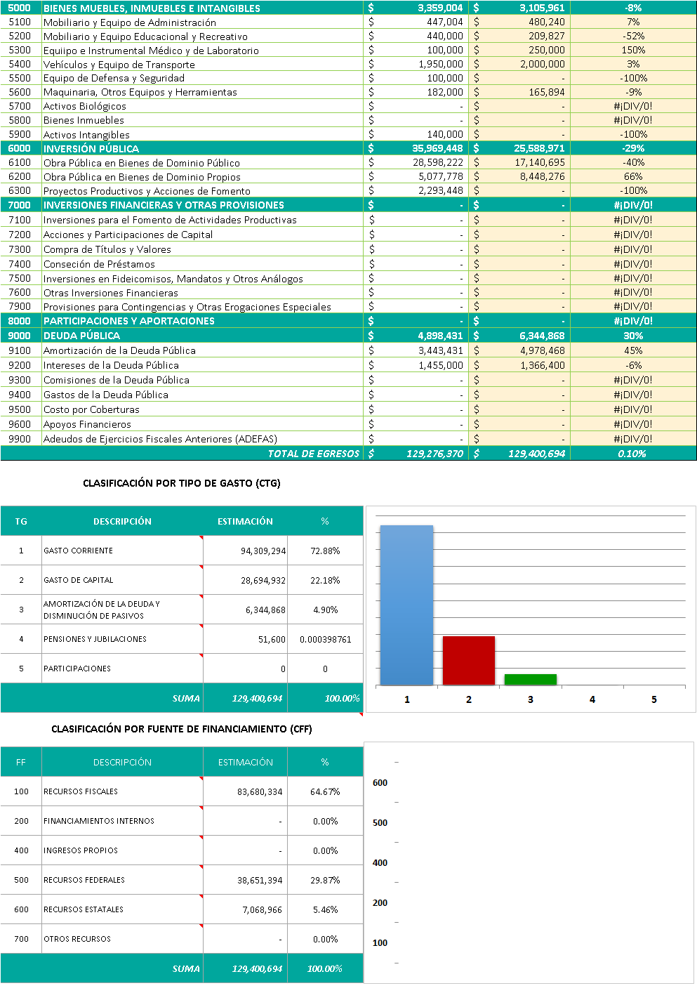 5000 BIENES MUEBLES, INMUEBLES E INTANGIBLES $ 3,359,004 $ 3,105,961 -8%
5100 Mobiliario y Equipo de Administración $ 447,004 $ 480,240 7%
5200 Mobiliario y Equipo Educacional y Recreativo $ 440,000 $ 209,827 -52%
5300 Equiipo e Instrumental Médico y de Laboratorio $ 100,000 $ 250,000 150%
5400 Vehículos y Equipo de Transporte $ 1,950,000 $ 2,000,000 3%
5500 Equipo de Defensa y Seguridad $ 100,000 $ - -100%
5600 Maquinaria, Otros Equipos y Herramientas $ 182,000 $ 165,894 -9%
5700 Activos Biológicos $ - $ - #¡DIV/0!
5800 Bienes Inmuebles $ - $ - #¡DIV/0!
5900 Activos Intangibles $ 140,000 $ - -100%
6000 INVERSIÓN PÚBLICA $ 35,969,448 $ 25,588,971 -29%
6100 Obra Pública en Bienes de Dominio Público $ 28,598,222 $ 17,140,695 -40%
6200 Obra Pública en Bienes de Dominio Propios $ 5,077,778 $ 8,448,276 66%
6300 Proyectos Productivos y Acciones de Fomento $ 2,293,448 $ - -100%
7000 INVERSIONES FINANCIERAS Y OTRAS PROVISIONES $ - $ - #¡DIV/0!
7100 Inversiones para el Fomento de Actividades Productivas $ - $ - #¡DIV/0!
7200 Acciones y Participaciones de Capital $ - $ - #¡DIV/0!
7300 Compra de Títulos y Valores $ - $ - #¡DIV/0!
7400 Conseción de Préstamos $ - $ - #¡DIV/0!
7500 Inversiones en Fideicomisos, Mandatos y Otros Análogos $ - $ - #¡DIV/0!
7600 Otras Inversiones Financieras $ - $ - #¡DIV/0!
7900 Provisiones para Contingencias y Otras Erogaciones Especiales $ - $ - #¡DIV/0!
8000 PARTICIPACIONES Y APORTACIONES $ - $ - #¡DIV/0!
9000 DEUDA PÚBLICA $ 4,898,431 $ 6,344,868 30%
9100 Amortización de la Deuda Pública $ 3,443,431 $ 4,978,468 45%
9200 Intereses de la Deuda Pública $ 1,455,000 $ 1,366,400 -6%
9300 Comisiones de la Deuda Pública $ - $ - #¡DIV/0!
9400 Gastos de la Deuda Pública $ - $ - #¡DIV/0!
9500 Costo por Coberturas $ - $ - #¡DIV/0!
9600 Apoyos Financieros $ - $ - #¡DIV/0!
9900 Adeudos de Ejercicios Fiscales Anteriores (ADEFAS) $ - $ - #¡DIV/0!
TOTAL DE EGRESOS $ 129,276,370 $ 129,400,694 0.10%
CLASIFICACIÓN POR TIPO DE GASTO (CTG)
TG DESCRIPCIÓN ESTIMACIÓN %
1 GASTO CORRIENTE 94,309,294 72.88%
2 GASTO DE CAPITAL 28,694,932 22.18%
3 AMORTIZACIÓN DE LA DEUDA Y
DISMINUCIÓN DE PASIVOS 6,344,868 4.90%
4 PENSIONES Y JUBILACIONES 51,600 0.000398761
5 PARTICIPACIONES 0 0
SUMA 129,400,694 100.00%
1 2 3 4 5
CLASIFICACIÓN POR FUENTE DE FINANCIAMIENTO (CFF)
FF DESCRIPCIÓN ESTIMACIÓN %
100 RECURSOS FISCALES 83,680,334 64.67%
200 FINANCIAMIENTOS INTERNOS - 0.00%
400 INGRESOS PROPIOS - 0.00%
500 RECURSOS FEDERALES 38,651,394 29.87%
600 RECURSOS ESTATALES 7,068,966 5.46%
700 OTROS RECURSOS - 0.00%
SUMA 129,400,694 100.00%
600
500
400
200
100